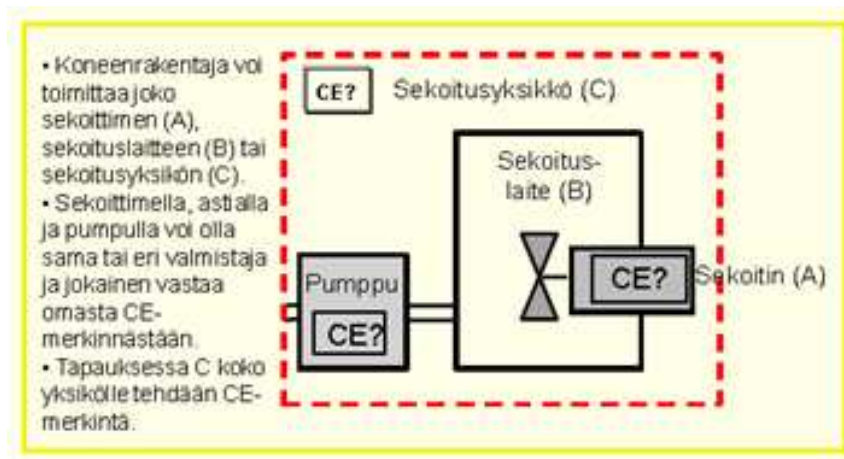 • Koneenrakentaja voi
toimittaa joko
sekoittimen (A),
sekoituslaitteen (B) tai
sekoitusyksikön (C).
• Sekoittimella, astialla
ja pumpulla voi olla
sama tai eri valmistaja
ja jokainen vastaa
omasta CE-
merkinnästään.
• Tapauksessa C koko
yksikölle tehdään CE-
merkintä.
CE?
Sekoitusyksikkö (C)
Sekoitus-
laite (B)
Pumppu
CE?
CE?
Sekoitin (A)